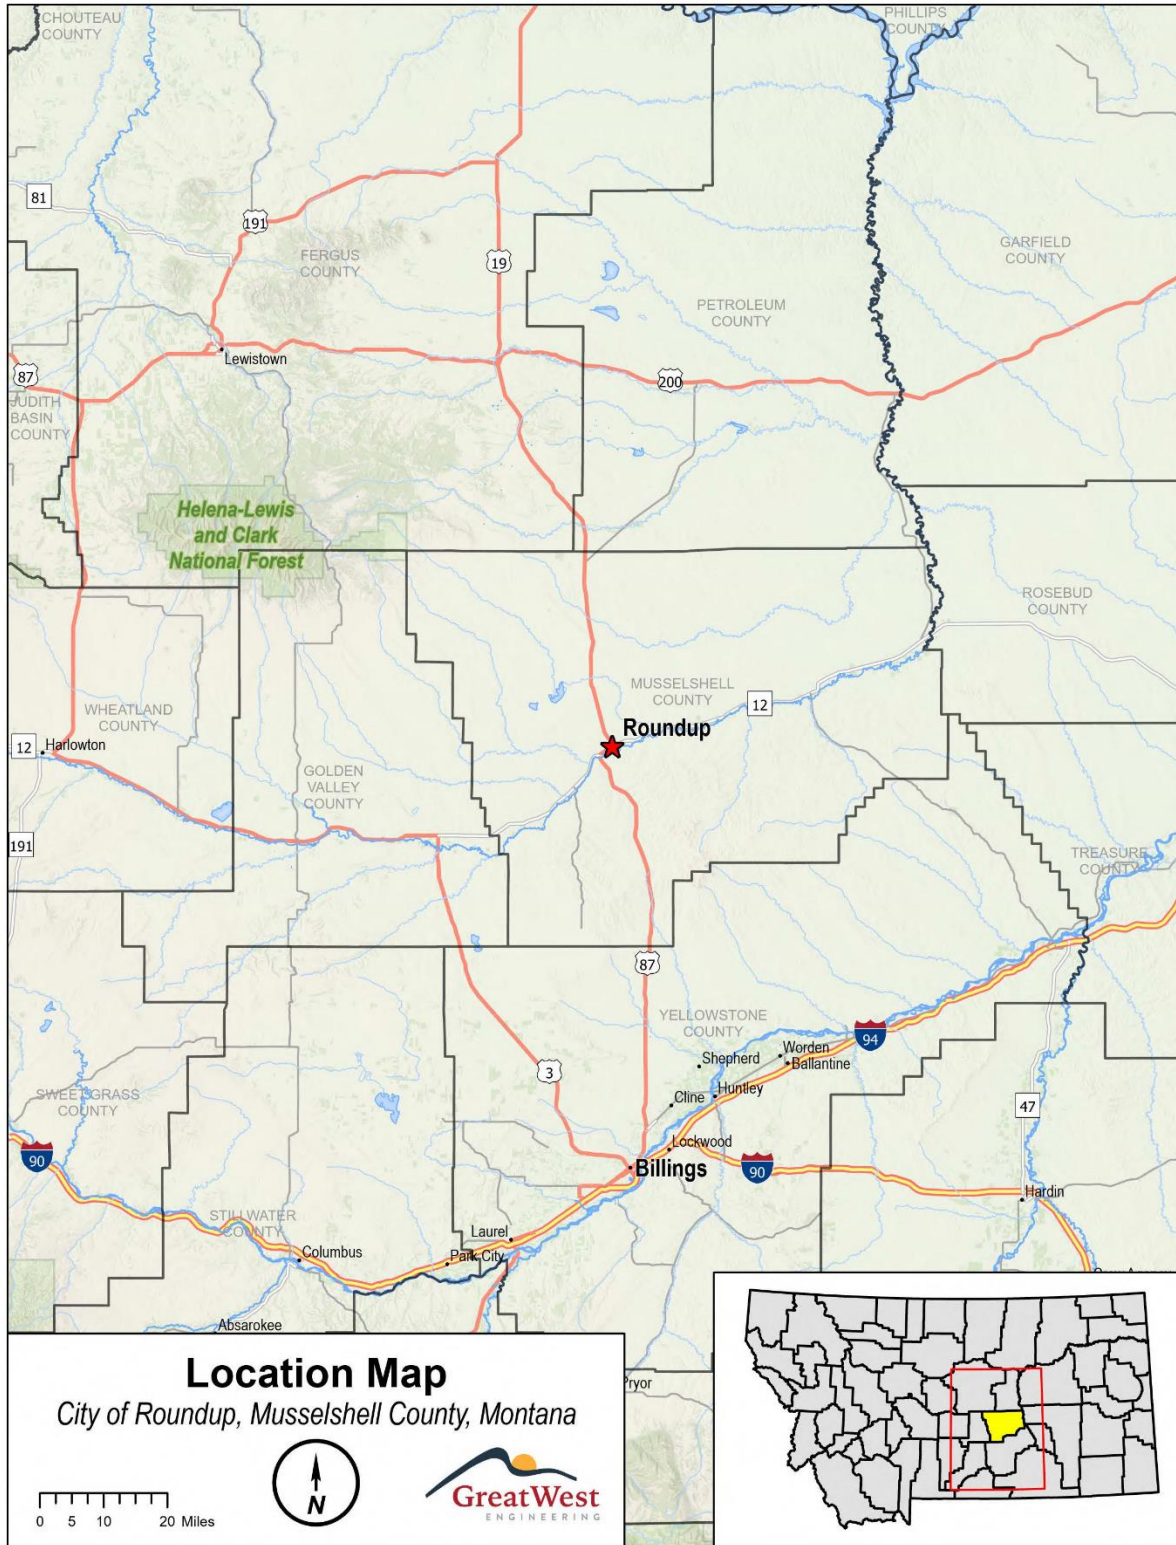 CHOUTEAU
COUNTY
PHILLIPS
COUNTY
81
191
FERGUS
COUNTY
19
GARFIELD
COUNTY
PETROLEUM
COUNTY
Lewistown
87
200
JUDITH
BASIN
COUNTY
Helena-Lewis
and Clark
National Forest
ROSEBUD
COUNTY
MUSSELSHELL
COUNTY
12
WHEATLAND
COUNTY
Roundup
12
Harlowton
GOLDEN
VALLEY
COUNTY
191
TREASURE
COUNTY
87
YELLOWSTONE
COUNTY
94
Worden
Shepherd
Ballantine
3
SWEET GRASS
COUNTY
Huntley
Cline
47
Lockwood
90
Billings
90
Hardin
STILLWATER
COUNTY
Laurel
Columbus
Park City
Absarokee
Pryor
Location Map
City of Roundup, Musselshell County, Montana
N
GreatWest
ENGINEERING
0 5 10 20 Miles